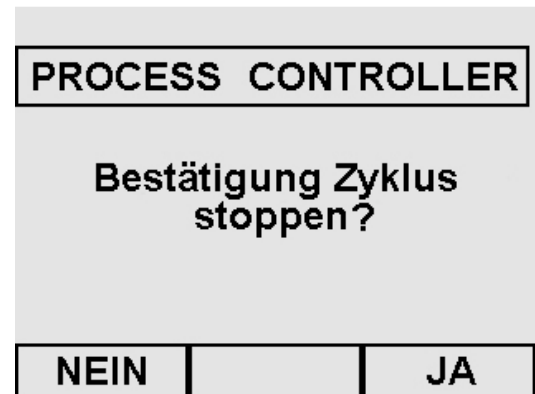 PROCESS CONTROLLER
Bestätigung Zyklus
stoppen?
NEIN JA